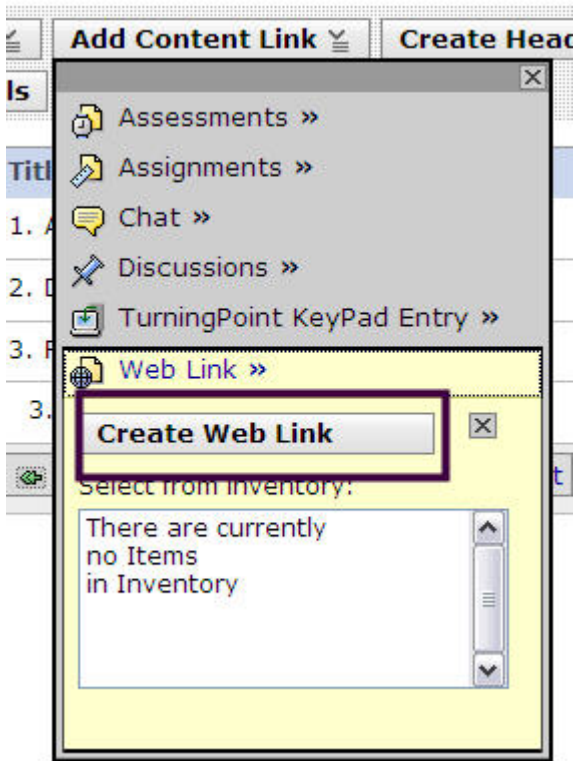 Add Content Link
Create Head
ls
Assessments »
Titl
Assignments »
1. A
Chat »
Discussions »
2. D
TurningPoint KeyPad Entry »
3. F
Web Link »
3.
Create Web Link
Select from inventory:
t
There are currently
no Items
in Inventory